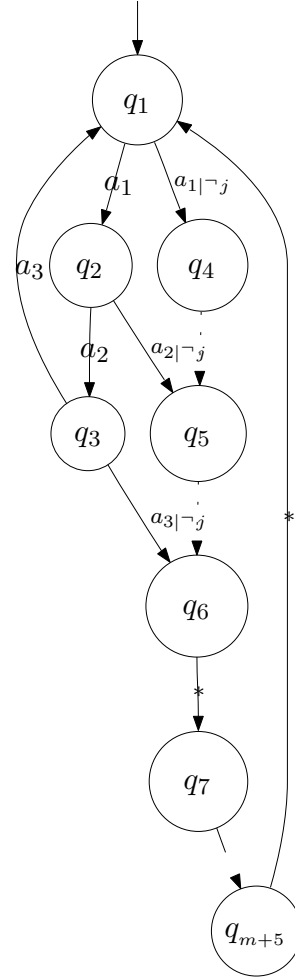 q₁
a₁ a₁|¬ⱼ
q₂ q₄
a₃
a₂ a₂|¬ⱼ
q₃ q₅
*
a₃|¬ⱼ
q₆
*
q₇
qₘ₊₅